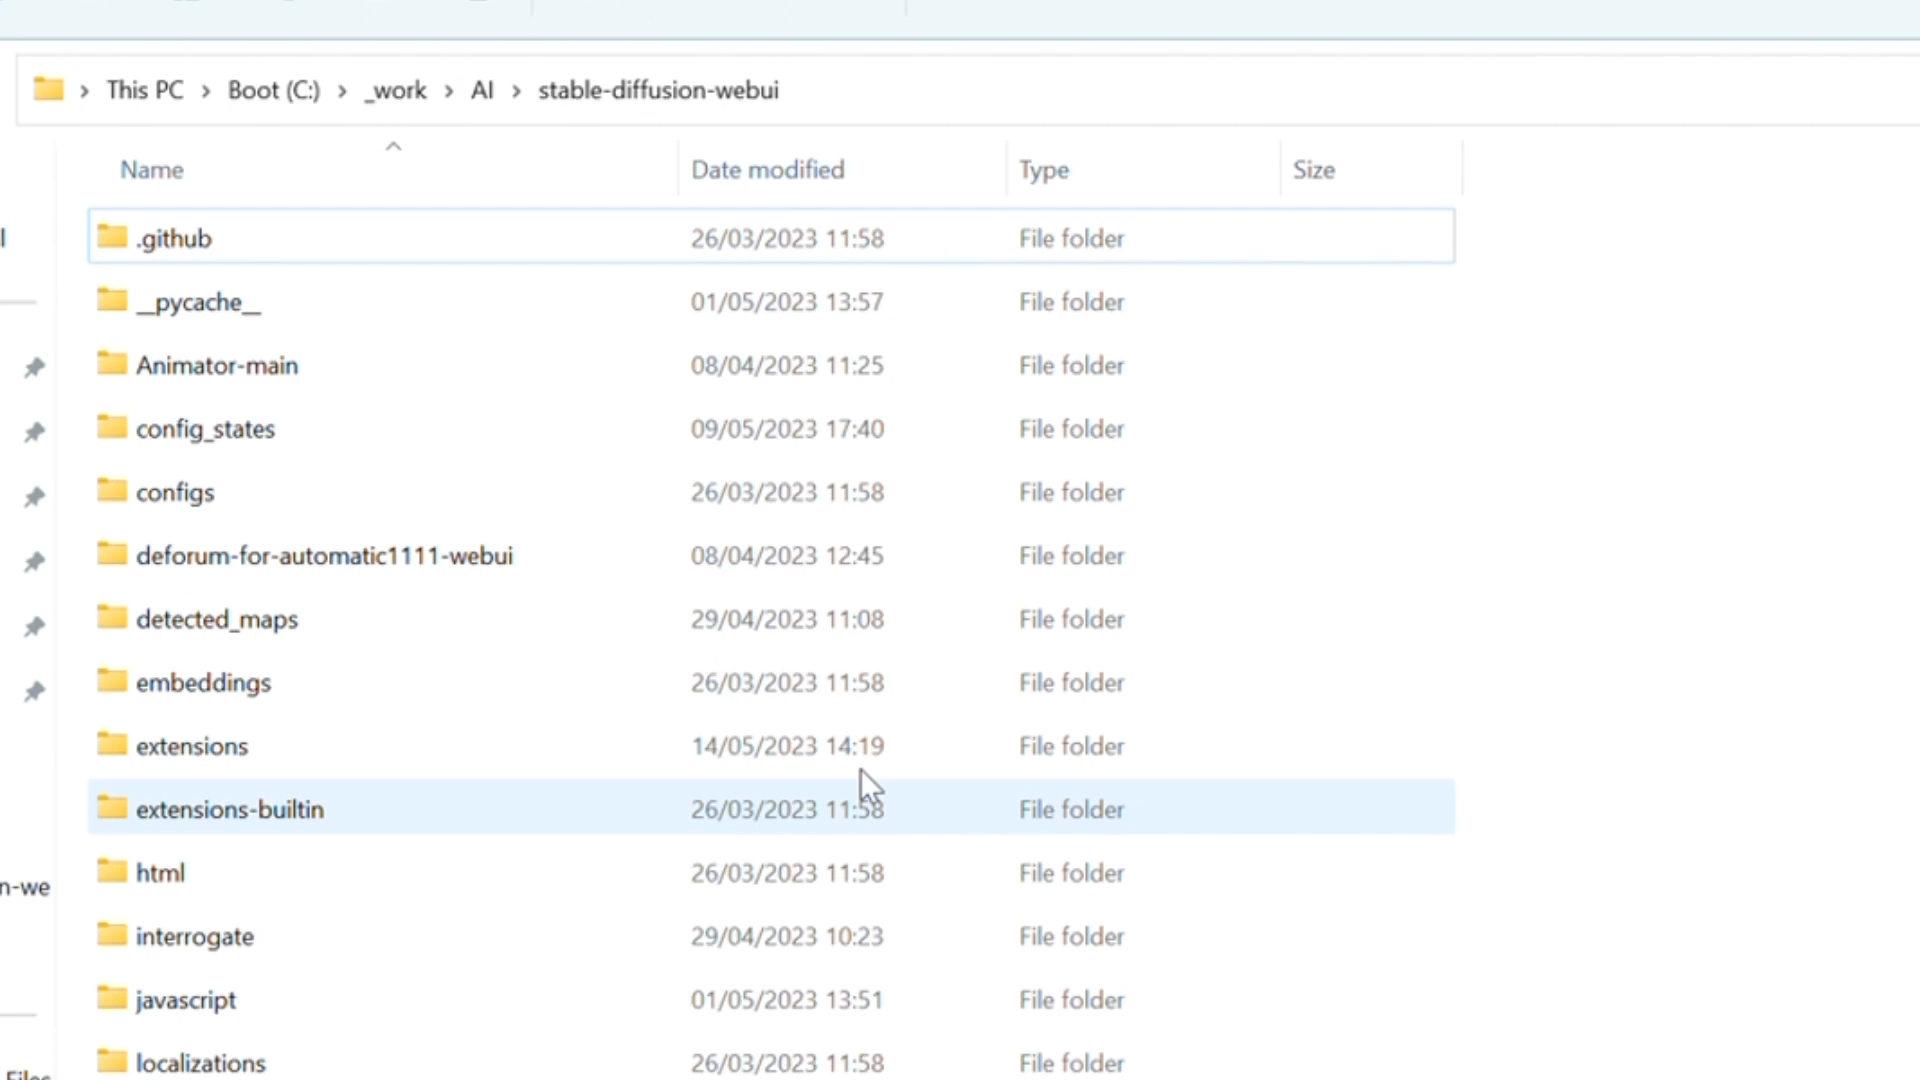 This PC > Boot (C:) > _work > AI > stable-diffusion-webui
Name Date modified Type Size
.github 26/03/2023 11:58 File folder
__pycache__ 01/05/2023 13:57 File folder
Animator-main 08/04/2023 11:25 File folder
config_states 09/05/2023 17:40 File folder
configs 26/03/2023 11:58 File folder
deforum-for-automatic1111-webui 08/04/2023 12:45 File folder
detected_maps 29/04/2023 11:08 File folder
embeddings 26/03/2023 11:58 File folder
extensions 14/05/2023 14:19 File folder
extensions-builtin 26/03/2023 11:58 File folder
html 26/03/2023 11:58 File folder
n-we
interrogate 29/04/2023 10:23 File folder
javascript 01/05/2023 13:51 File folder
localizations 26/03/2023 11:58 File folder
Files